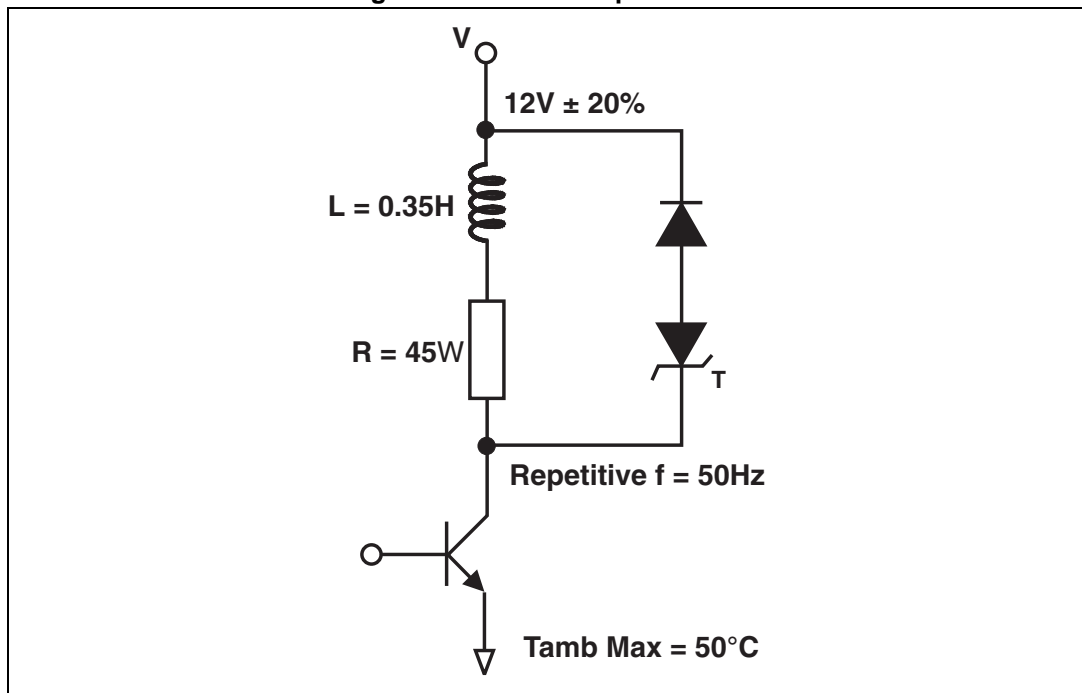 V
12V ± 20%
L = 0.35H
R = 45W
T
Repetitive f = 50Hz
Tamb Max = 50°C